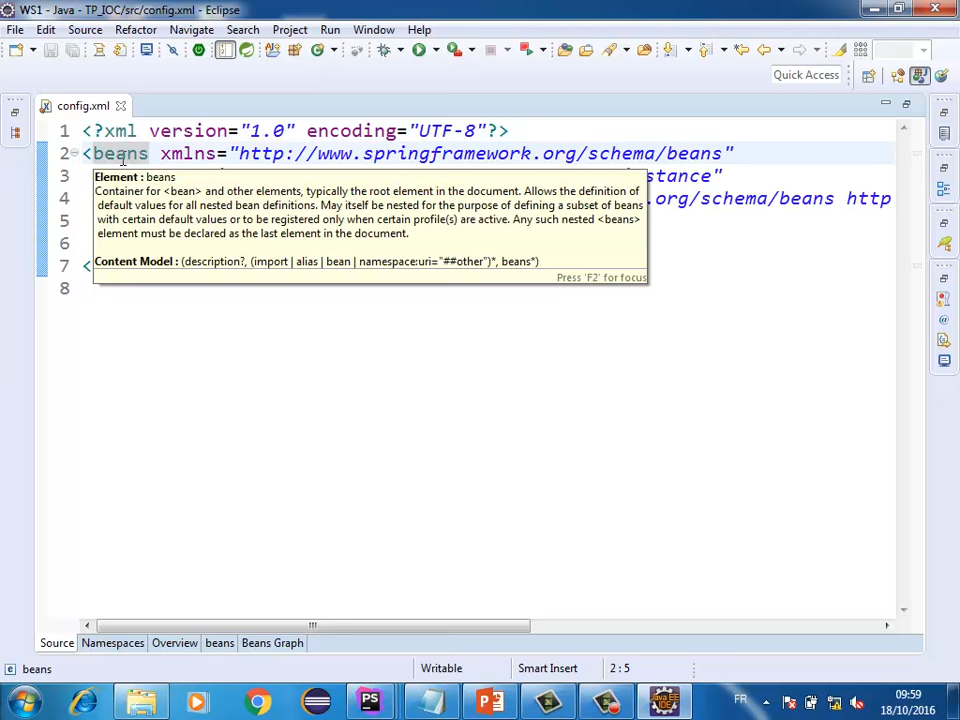 WS1 - Java - TP_IOC/src/config.xml - Eclipse
File Edit Source Refactor Navigate Search Project Run Window Help
Quick Access
config.xml
1 <?xml version="1.0" encoding="UTF-8"?>
2 <beans xmlns="http://www.springframework.org/schema/beans"
3 stance"
4 .org/schema/beans http
5
6
7 <
8
Element : beans
Container for <bean> and other elements, typically the root element in the document. Allows the definition of
default values for all nested bean definitions. May itself be nested for the purpose of defining a subset of beans
with certain default values or to be registered only when certain profile(s) are active. Any such nested <beans>
element must be declared as the last element in the document.
Content Model : (description?, (import | alias | bean | namespace:uri="##other")*, beans*)
Press 'F2' for focus
Source Namespaces Overview beans Beans Graph
beans Writable Smart Insert 2 : 5
FR 09:59
18/10/2016